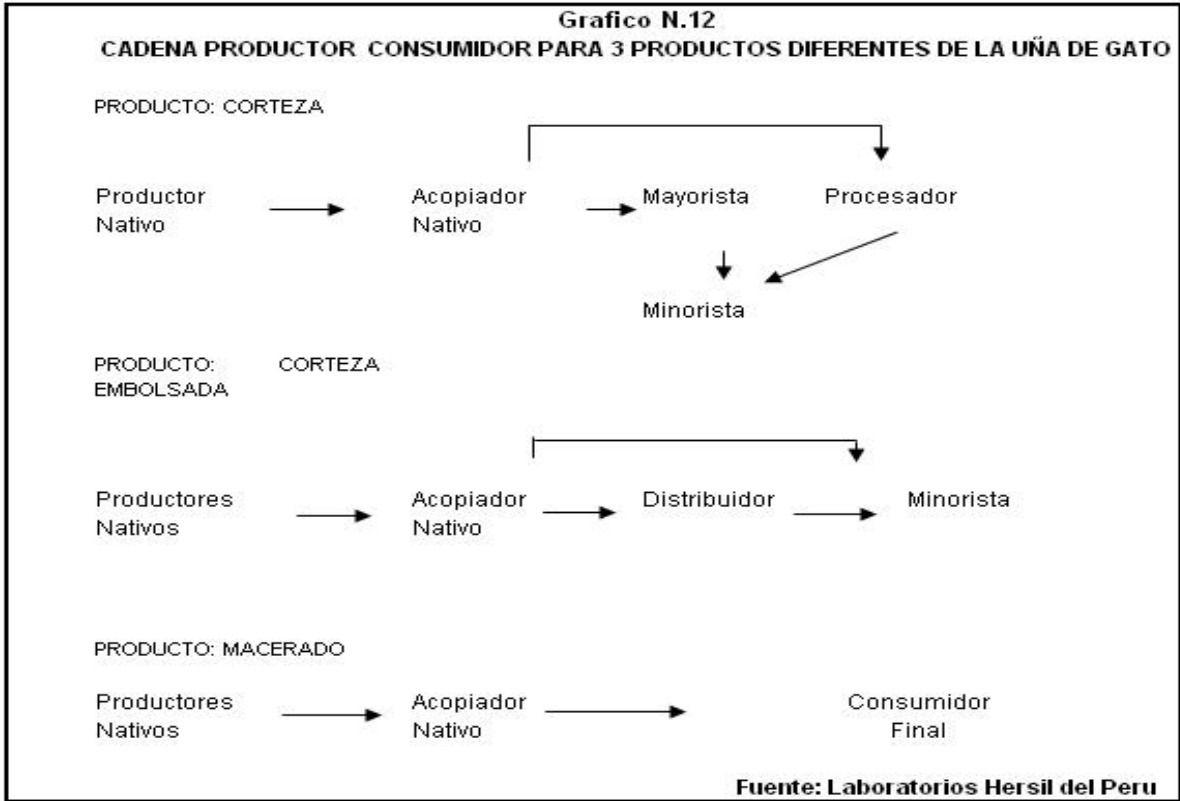 Grafico N.12
CADENA PRODUCTOR CONSUMIDOR PARA 3 PRODUCTOS DIFERENTES DE LA UÑA DE GATO
PRODUCTO: CORTEZA
Productor Acopiador Mayorista Procesador
Nativo Nativo
Minorista
PRODUCTO: CORTEZA
EMBOLSADA
Productores Acopiador Distribuidor Minorista
Nativos Nativo
PRODUCTO: MACERADO
Productores Acopiador Consumidor
Nativos Nativo Final
Fuente: Laboratorios Hersil del Peru